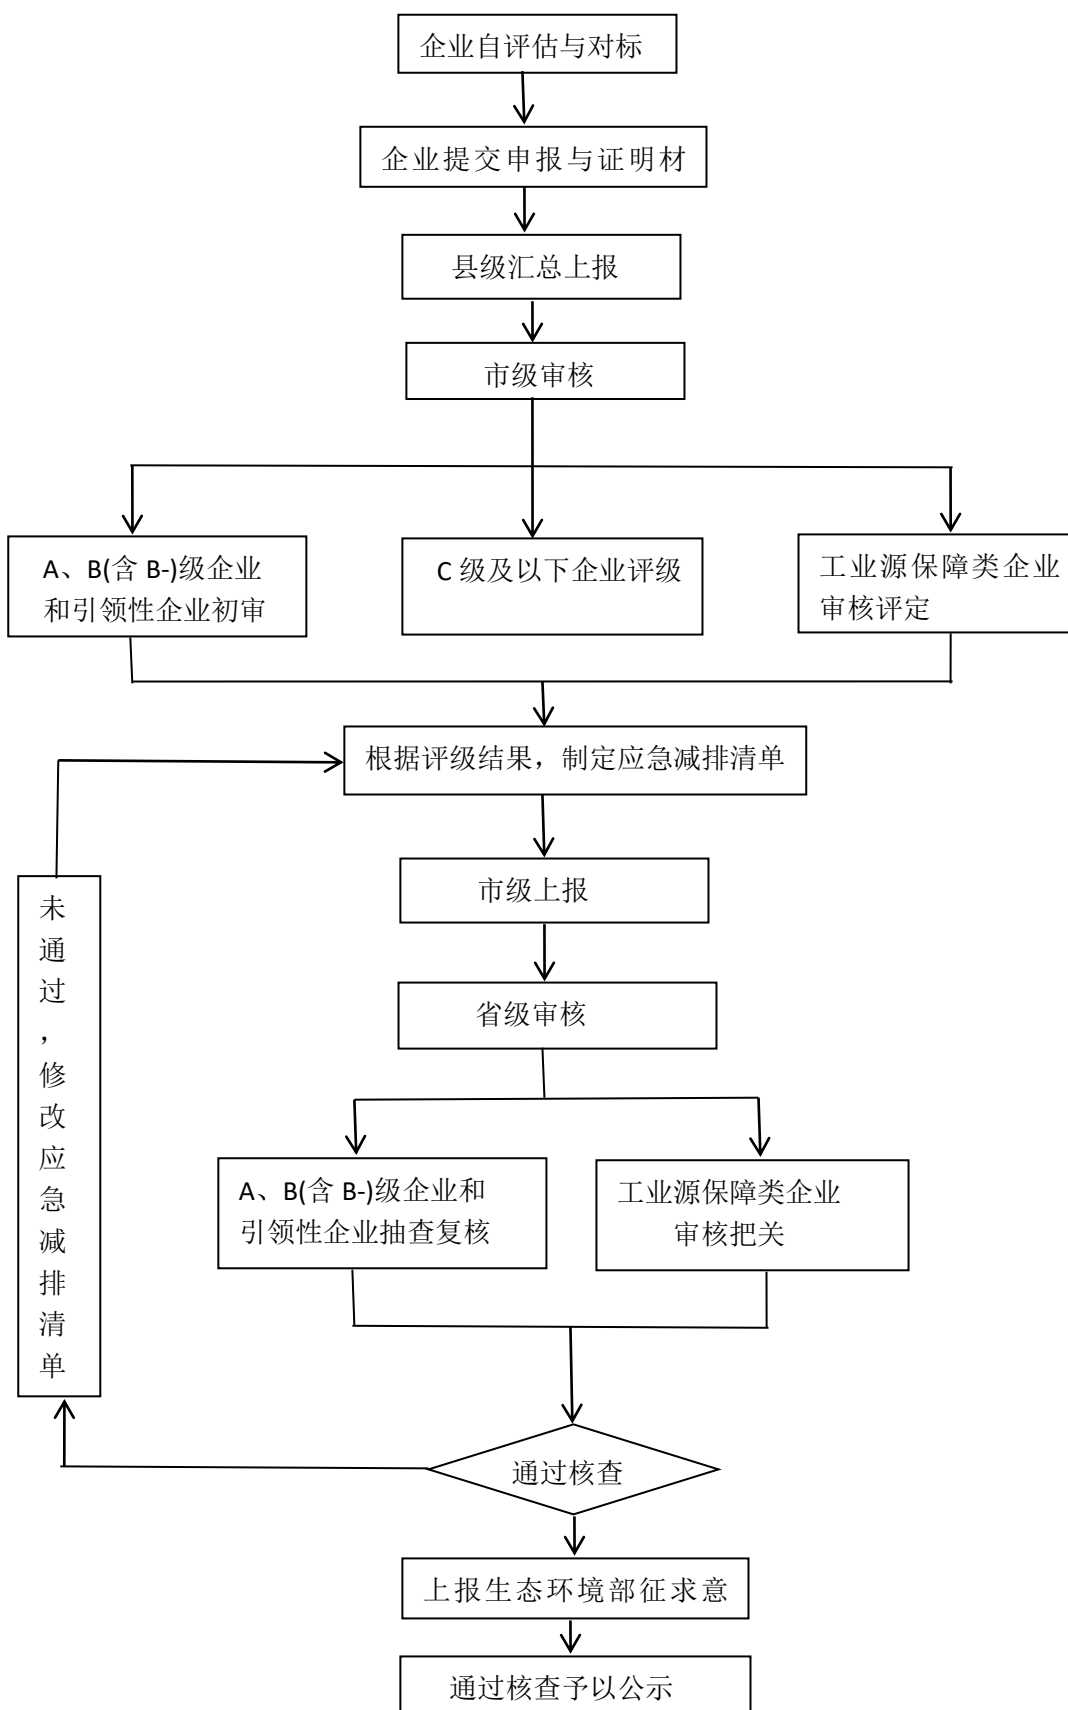 企业自评估与对标
企业提交申报与证明材
县级汇总上报
市级审核
A、B(含 B-)级企业
和引领性企业初审
C 级及以下企业评级
工业源保障类企业
审核评定
根据评级结果，制定应急减排清单
市级上报
未通过，修改应急减排清单
省级审核
A、B(含 B-)级企业和
引领性企业抽查复核
工业源保障类企业
审核把关
通过核查
上报生态环境部征求意
通过核查予以公示